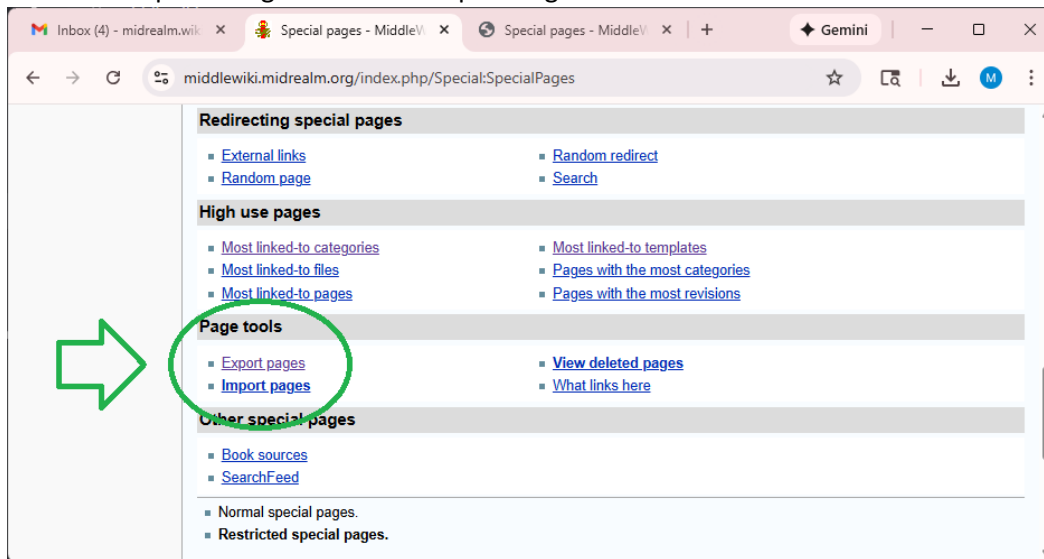 Inbox (4) - midrealm.wik
Special pages - MiddleW
Special pages - MiddleW
Gemini
middlewiki.midrealm.org/index.php/Special:SpecialPages
M
Redirecting special pages
External links Random redirect
Random page Search
High use pages
Most linked-to categories Most linked-to templates
Most linked-to files Pages with the most categories
Most linked-to pages Pages with the most revisions
Page tools
Export pages View deleted pages
Import pages What links here
Other special pages
Book sources
SearchFeed
Normal special pages.
Restricted special pages.